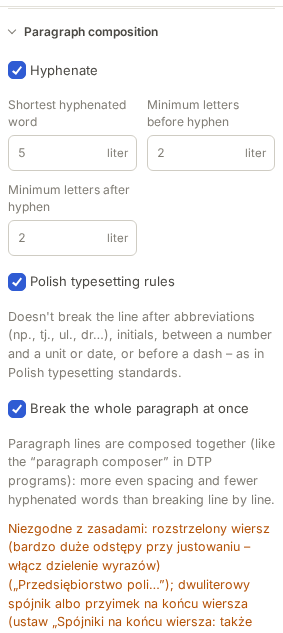 Paragraph composition
Hyphenate
Shortest hyphenated
word
Minimum letters
before hyphen
5 liter
2 liter
Minimum letters after
hyphen
2 liter
Polish typesetting rules
Doesn't break the line after abbreviations
(np., tj., ul., dr…), initials, between a number
and a unit or date, or before a dash – as in
Polish typesetting standards.
Break the whole paragraph at once
Paragraph lines are composed together (like
the “paragraph composer” in DTP
programs): more even spacing and fewer
hyphenated words than breaking line by line.
Niezgodne z zasadami: rozstrzelony wiersz
(bardzo duże odstępy przy justowaniu –
włącz dzielenie wyrazów)
(„Przedsiębiorstwo poli…”); dwuliterowy
spójnik albo przyimek na końcu wiersza
(ustaw „Spójniki na końcu wiersza: także